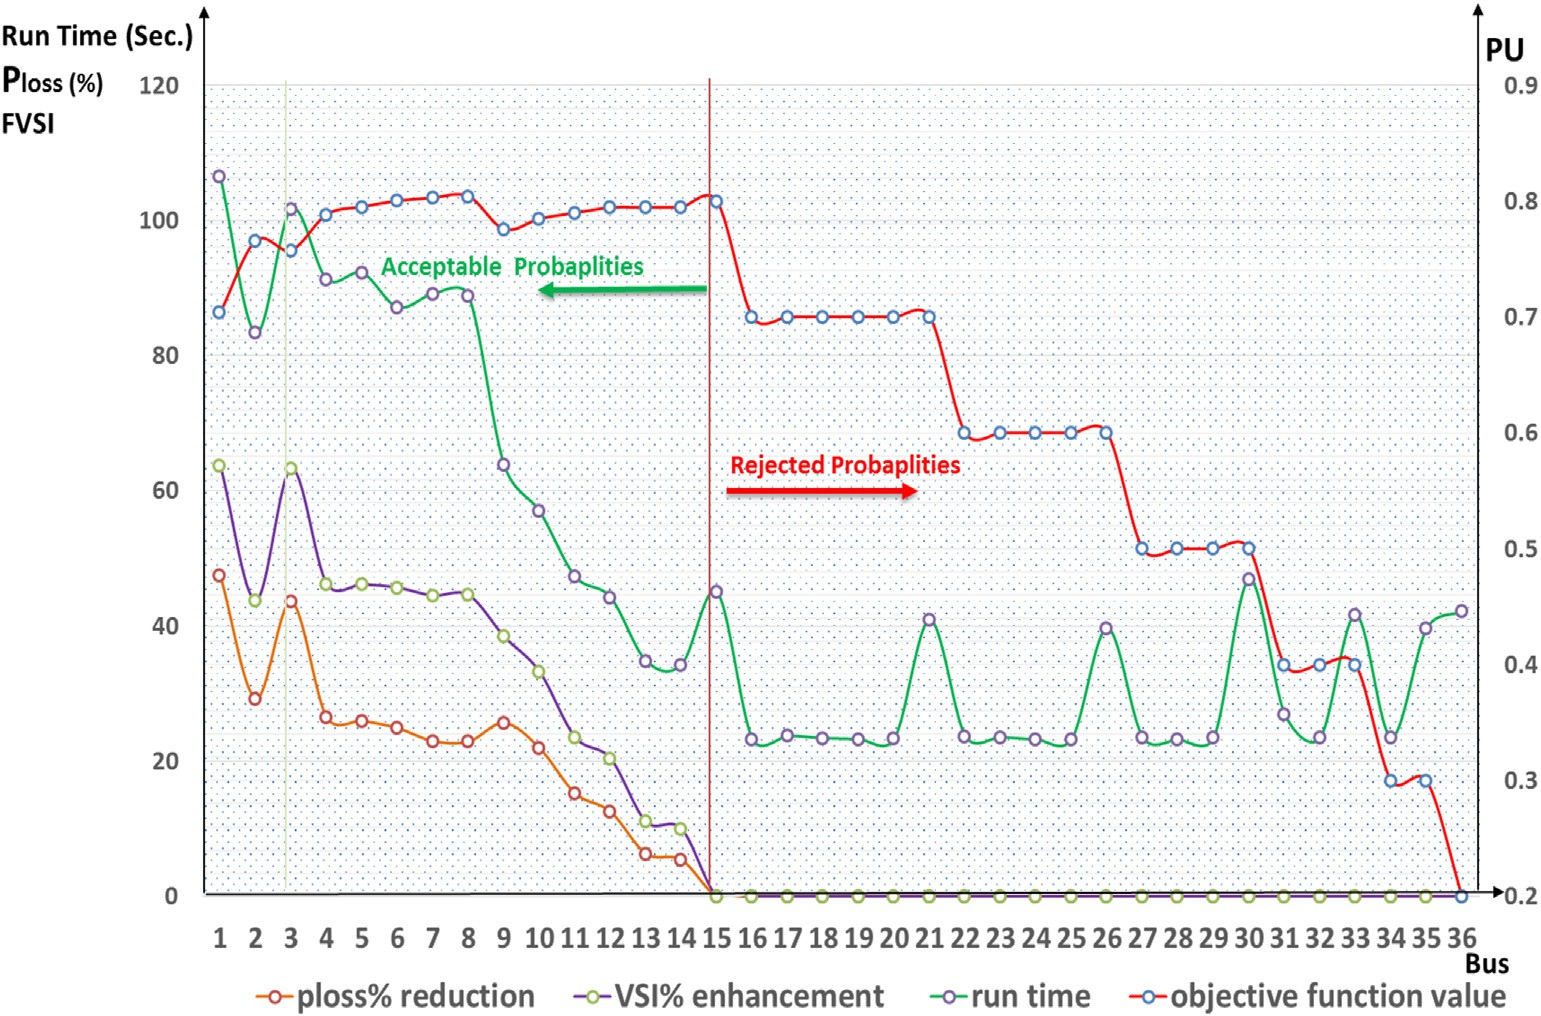 Run Time (Sec.)
Ploss (%)
FVSI
PU
120
100
80
60
40
20
0
0.9
0.8
0.7
0.6
0.5
0.4
0.3
0.2
Acceptable Probaplities
Rejected Probaplities
1 2 3 4 5 6 7 8 9 10 11 12 13 14 15 16 17 18 19 20 21 22 23 24 25 26 27 28 29 30 31 32 33 34 35 36
Bus
ploss% reduction VSI% enhancement run time objective function value